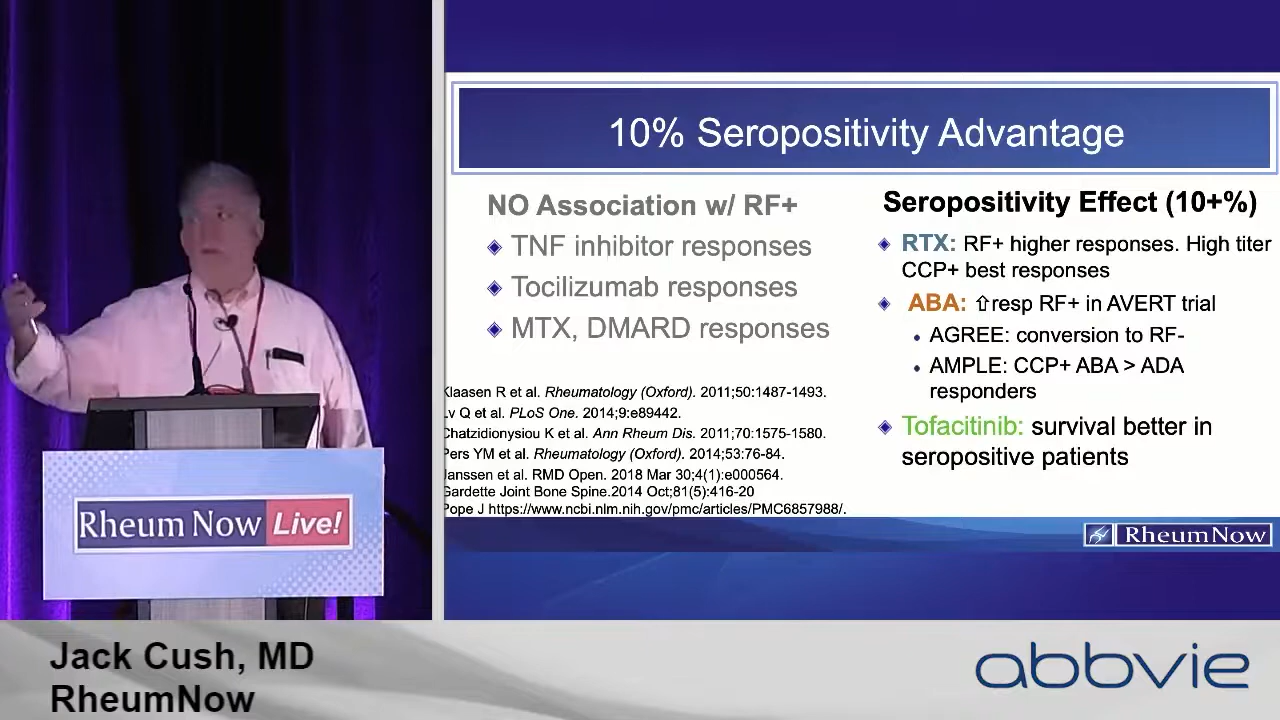 10% Seropositivity Advantage
NO Association w/ RF+
TNF inhibitor responses
Tocilizumab responses
MTX, DMARD responses
Klaasen R et al. Rheumatology (Oxford). 2011;50:1487-1493.
Lv Q et al. PLoS One. 2014;9:e89442.
Chatzidionysiou K et al. Ann Rheum Dis. 2011;70:1575-1580.
Pers YM et al. Rheumatology (Oxford). 2014;53:76-84.
Janssen et al. RMD Open. 2018 Mar 30;4(1):e000564.
Gardette Joint Bone Spine.2014 Oct;81(5):416-20
Pope J https://www.ncbi.nlm.nih.gov/pmc/articles/PMC6857988/.
Seropositivity Effect (10+%)
RTX: RF+ higher responses. High titer
CCP+ best responses
ABA: ⇧resp RF+ in AVERT trial
AGREE: conversion to RF-
AMPLE: CCP+ ABA > ADA
responders
Tofacitinib: survival better in
seropositive patients
RheumNow
Rheum Now Live!
Jack Cush, MD
RheumNow
abbvie